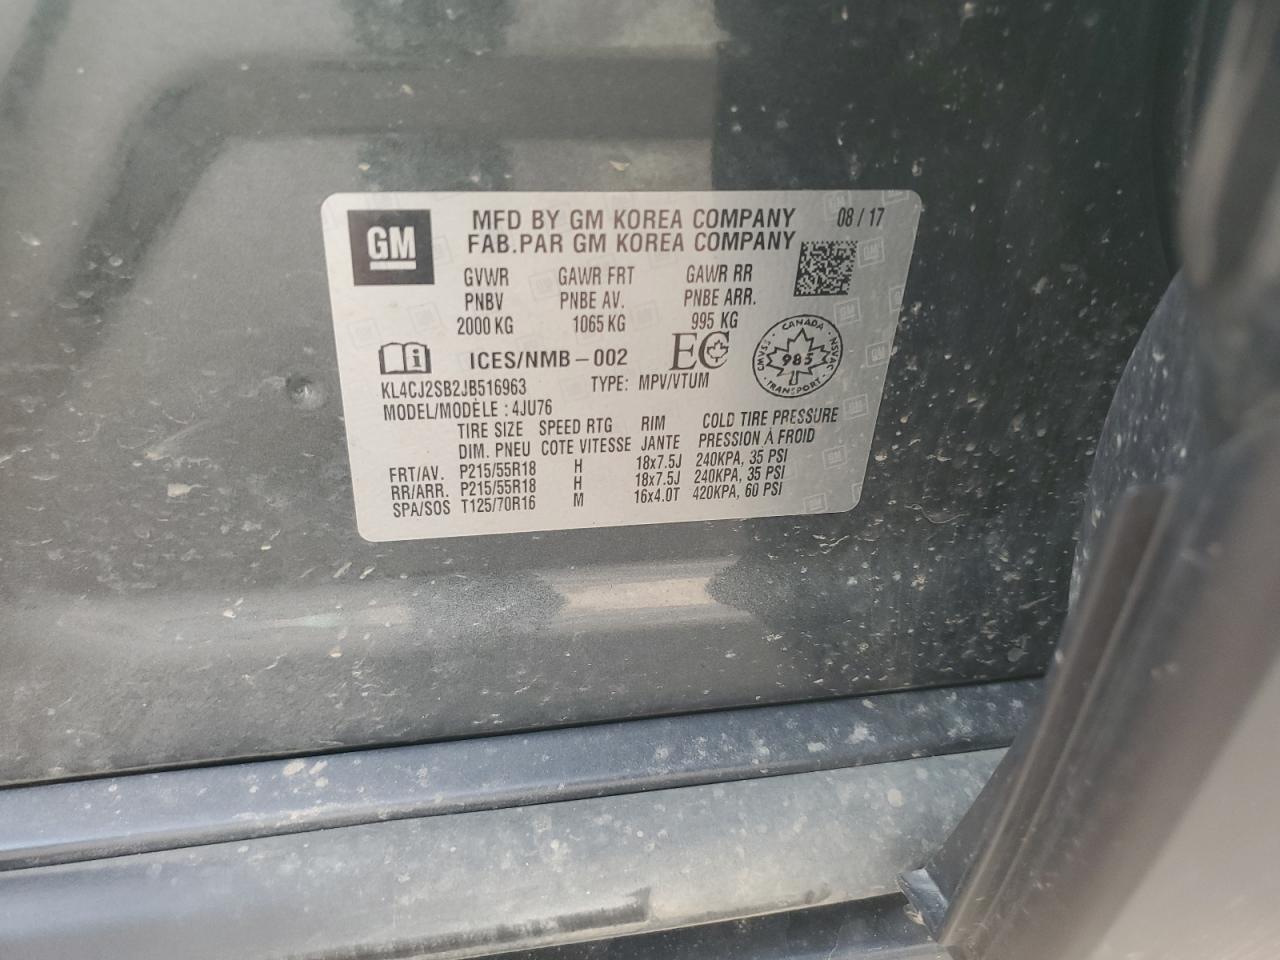 GM
MFD BY GM KOREA COMPANY 08 / 17
FAB.PAR GM KOREA COMPANY
GVWR GAWR FRT GAWR RR
PNBV PNBE AV. PNBE ARR.
2000 KG 1065 KG 995 KG
ICES/NMB-002 EC
CANADA
CMVSS NSVAC
985
TRANSPORT
KL4CJ2SB2JB516963 TYPE: MPV/VTUM
MODEL/MODÈLE : 4JU76
TIRE SIZE SPEED RTG RIM COLD TIRE PRESSURE
DIM. PNEU COTE VITESSE JANTE PRESSION À FROID
FRT/AV. P215/55R18 H 18x7.5J 240KPA, 35 PSI
RR/ARR. P215/55R18 H 18x7.5J 240KPA, 35 PSI
SPA/SOS T125/70R16 M 16x4.0T 420KPA, 60 PSI